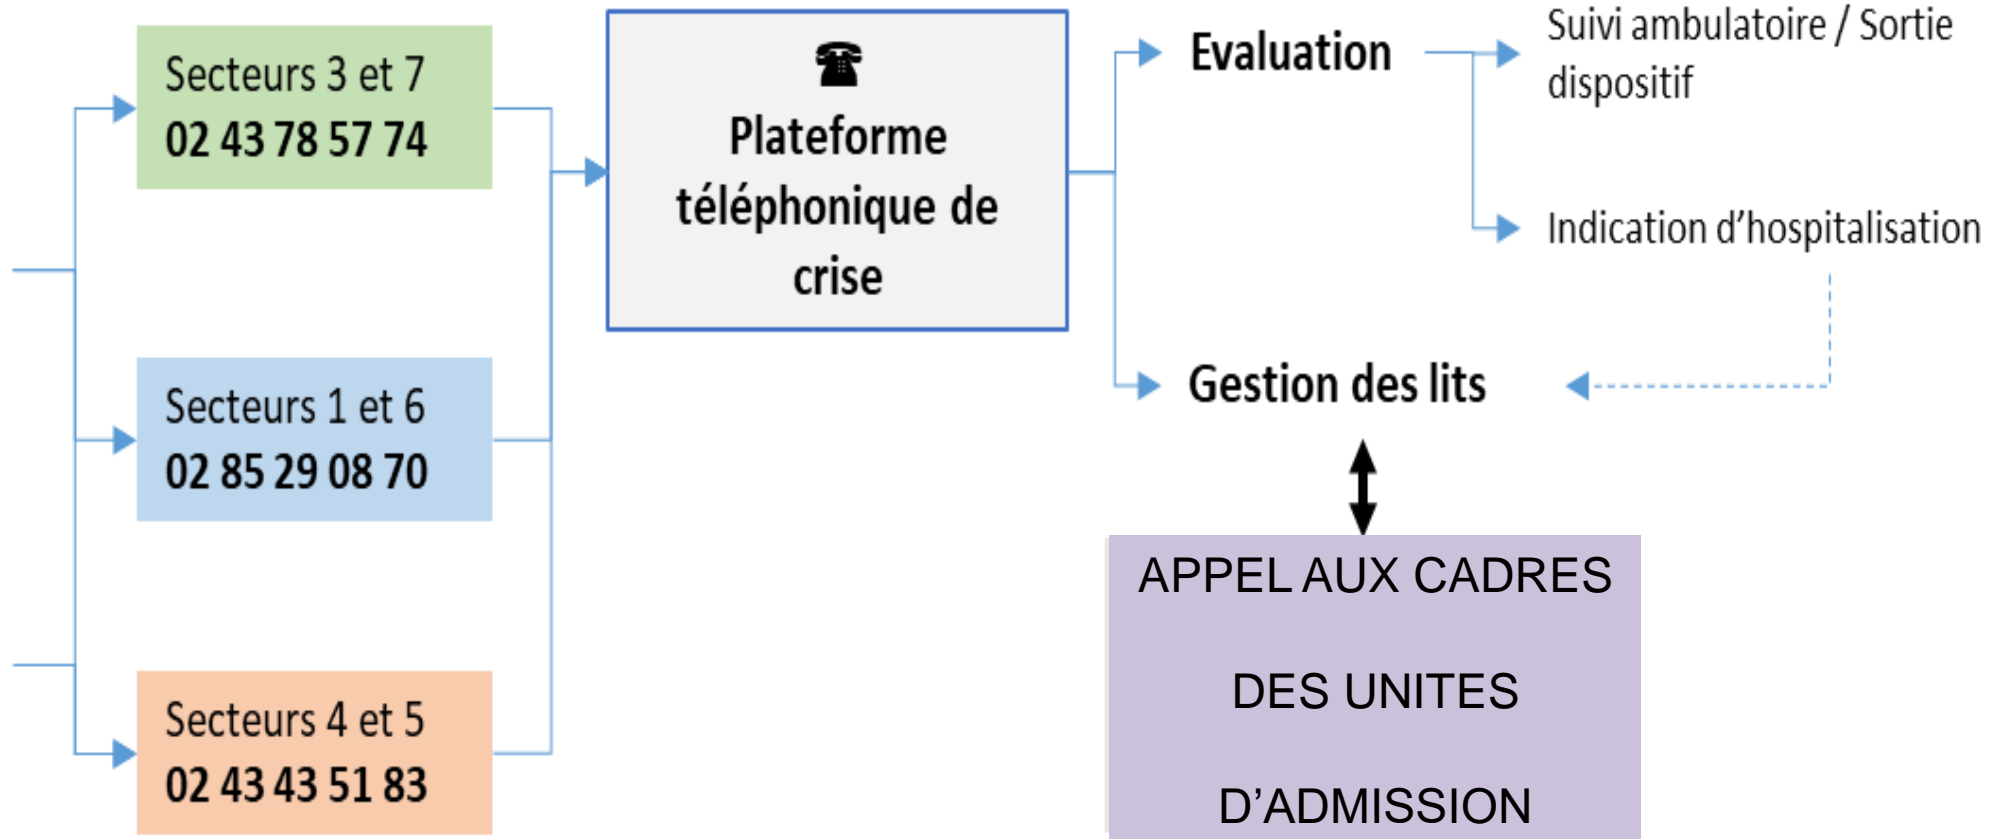 Secteurs 3 et 7
02 43 78 57 74
Secteurs 1 et 6
02 85 29 08 70
Secteurs 4 et 5
02 43 43 51 83
Plateforme
téléphonique de
crise
Evaluation
Suivi ambulatoire / Sortie
dispositif
Indication d’hospitalisation
Gestion des lits
APPEL AUX CADRES
DES UNITES
D’ADMISSION